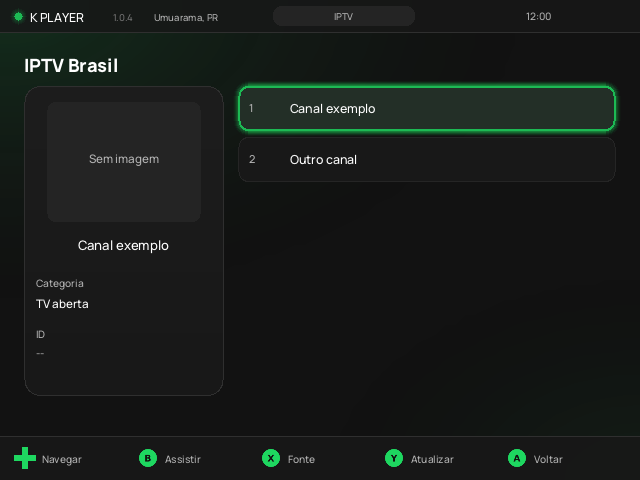 K PLAYER
1.0.4
Umuarama, PR
IPTV
12:00
IPTV Brasil
Sem imagem
Canal exemplo
Categoria
TV aberta
ID
--
1 Canal exemplo
2 Outro canal
Navegar
B Assistir
X Fonte
Y Atualizar
A Voltar